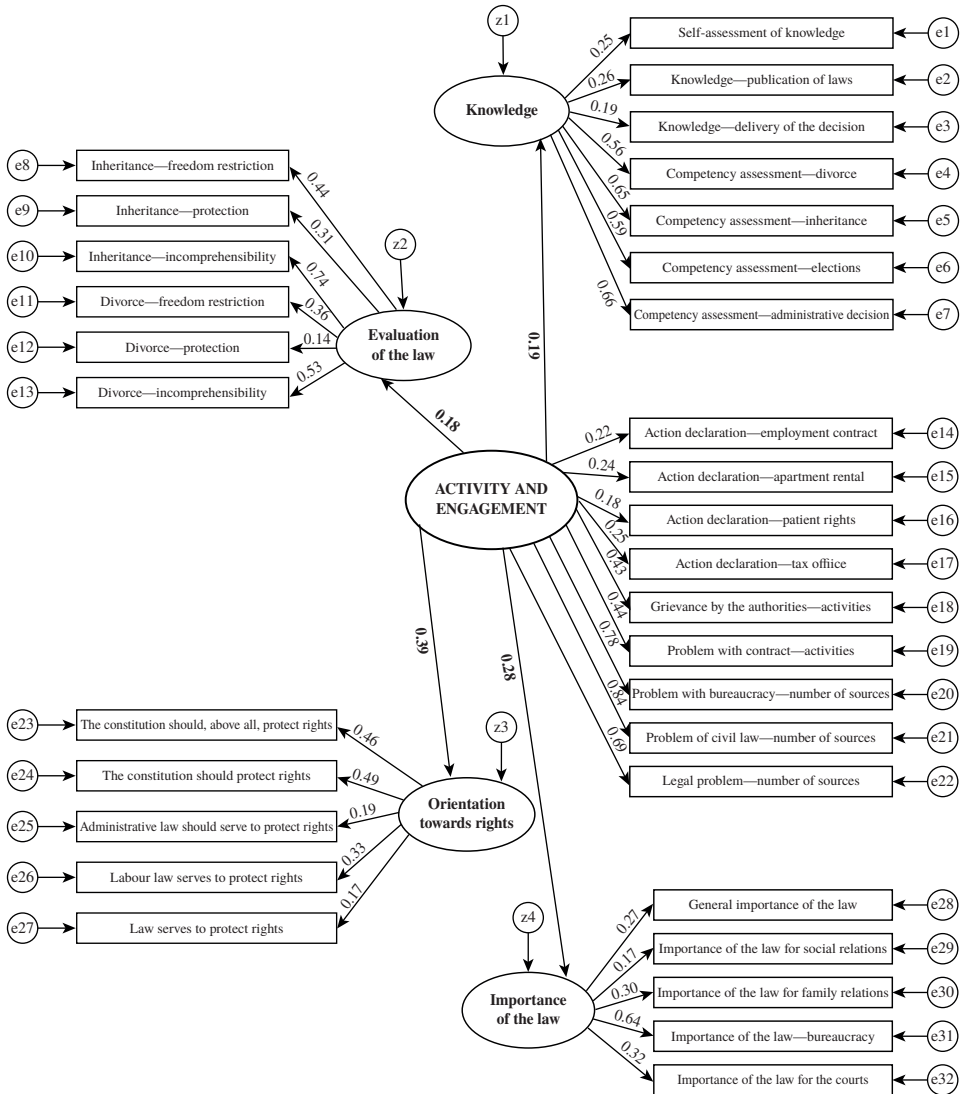 z1
0.25
Self-assessment of knowledge
e1
0.26
Knowledge—publication of laws
e2
Knowledge
0.19
Knowledge—delivery of the decision
e3
0.56
Competency assessment—divorce
e4
0.65
Competency assessment—inheritance
e5
0.59
Competency assessment—elections
e6
0.66
Competency assessment—administrative decision
e7
e8
Inheritance—freedom restriction
0.44
e9
Inheritance—protection
0.31
z2
e10
Inheritance—incomprehensibility
0.74
e11
Divorce—freedom restriction
0.36
e12
Divorce—protection
0.14
e13
Divorce—incomprehensibility
0.53
Evaluation
of the law
0.19
0.18
ACTIVITY AND
ENGAGEMENT
0.22
Action declaration—employment contract
e14
0.24
Action declaration—apartment rental
e15
0.18
Action declaration—patient rights
e16
0.25
Action declaration—tax offiice
e17
0.43
Grievance by the authorities—activities
e18
0.44
Problem with contract—activities
e19
0.78
Problem with bureaucracy—number of sources
e20
0.84
Problem of civil law—number of sources
e21
0.69
Legal problem—number of sources
e22
0.39
0.28
e23
The constitution should, above all, protect rights
0.46
z3
e24
The constitution should protect rights
0.49
e25
Administrative law should serve to protect rights
0.19
e26
Labour law serves to protect rights
0.33
e27
Law serves to protect rights
0.17
Orientation
towards rights
z4
0.27
General importance of the law
e28
0.17
Importance of the law for social relations
e29
Importance
of the law
0.30
Importance of the law for family relations
e30
0.64
Importance of the law—bureaucracy
e31
0.32
Importance of the law for the courts
e32